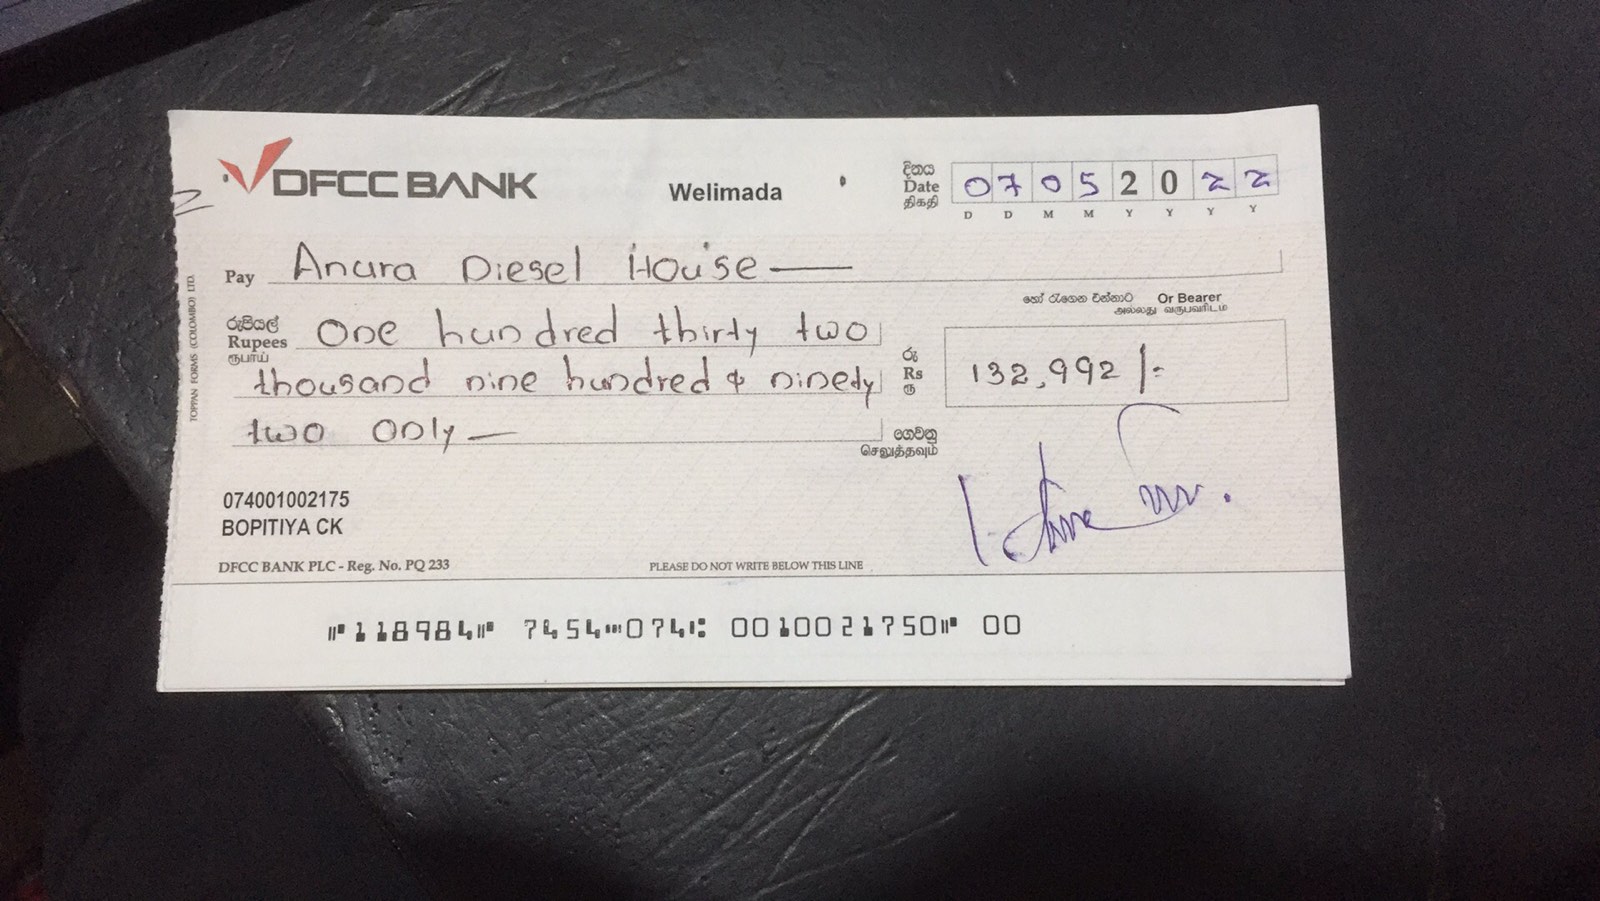 DFCC BANK
Welimada
දිනය
Date
திகதி
07052022
D D M M Y Y Y Y
Pay Anura Diesel House —
හෝ රැගෙන එන්නාට Or Bearer
அல்லது வருபவரிடம்
රුපියල්
Rupees
ரூபாய்
One hundred thirty two
thousand nine hundred & ninety
two only —
රු
Rs
ரூ
132,992/-
ගෙවනු
செலுத்தவும்
074001002175
BOPITIYA CK
DFCC BANK PLC - Reg. No. PQ 233
PLEASE DO NOT WRITE BELOW THIS LINE
TOPPAN FORMS (COLOMBO) LTD.
⑈118984⑈ 7454⑉074⑆ 0010021750⑈ 00